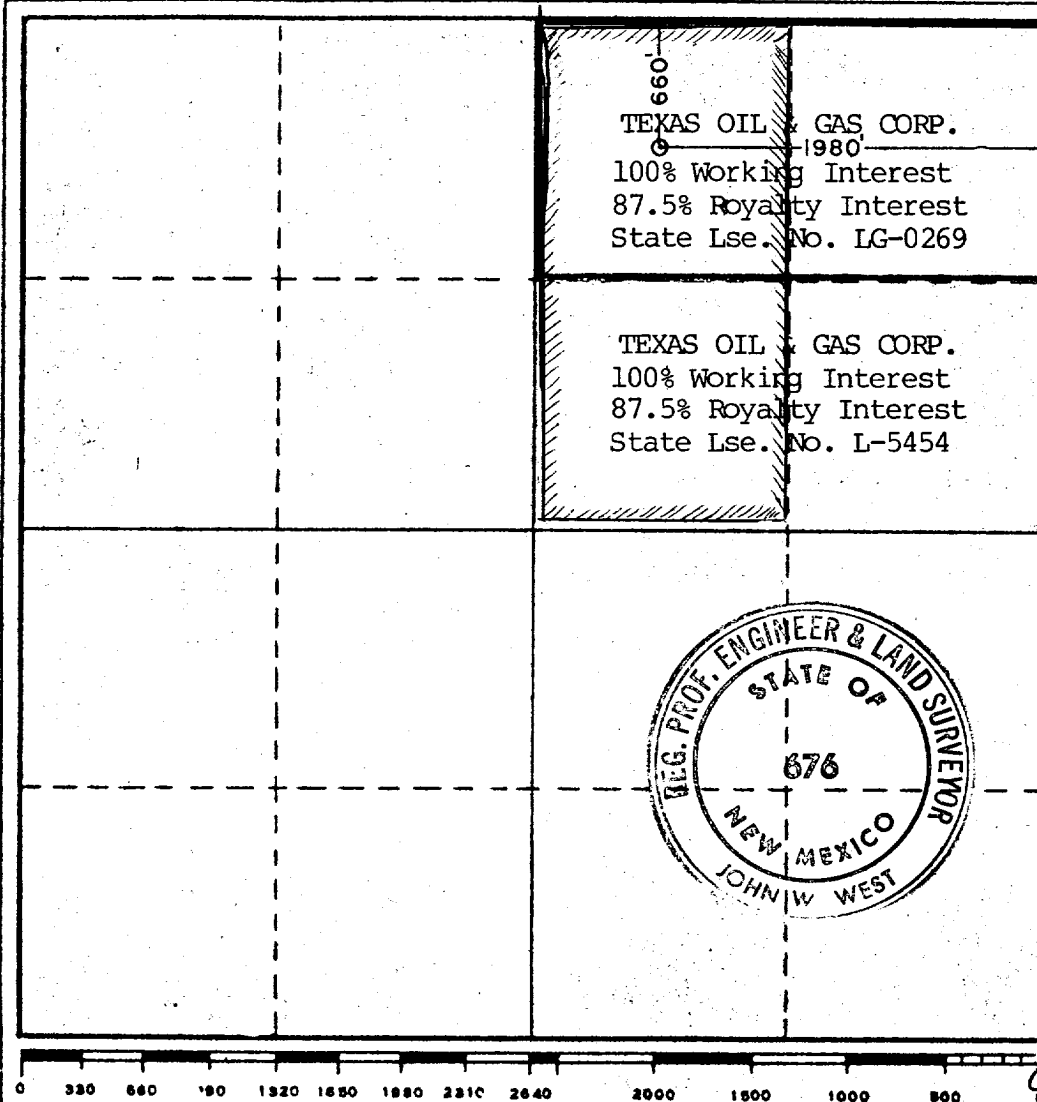 660'
TEXAS OIL & GAS CORP.
1980'
100% Working Interest
87.5% Royalty Interest
State Lse. No. LG-0269
TEXAS OIL & GAS CORP.
100% Working Interest
87.5% Royalty Interest
State Lse. No. L-5454
REG. PROF. ENGINEER & LAND SURVEYOR
STATE OF
676
NEW MEXICO
JOHN W WEST
0 330 660 990 1320 1650 1980 2310 2640 2000 1500 1000 500